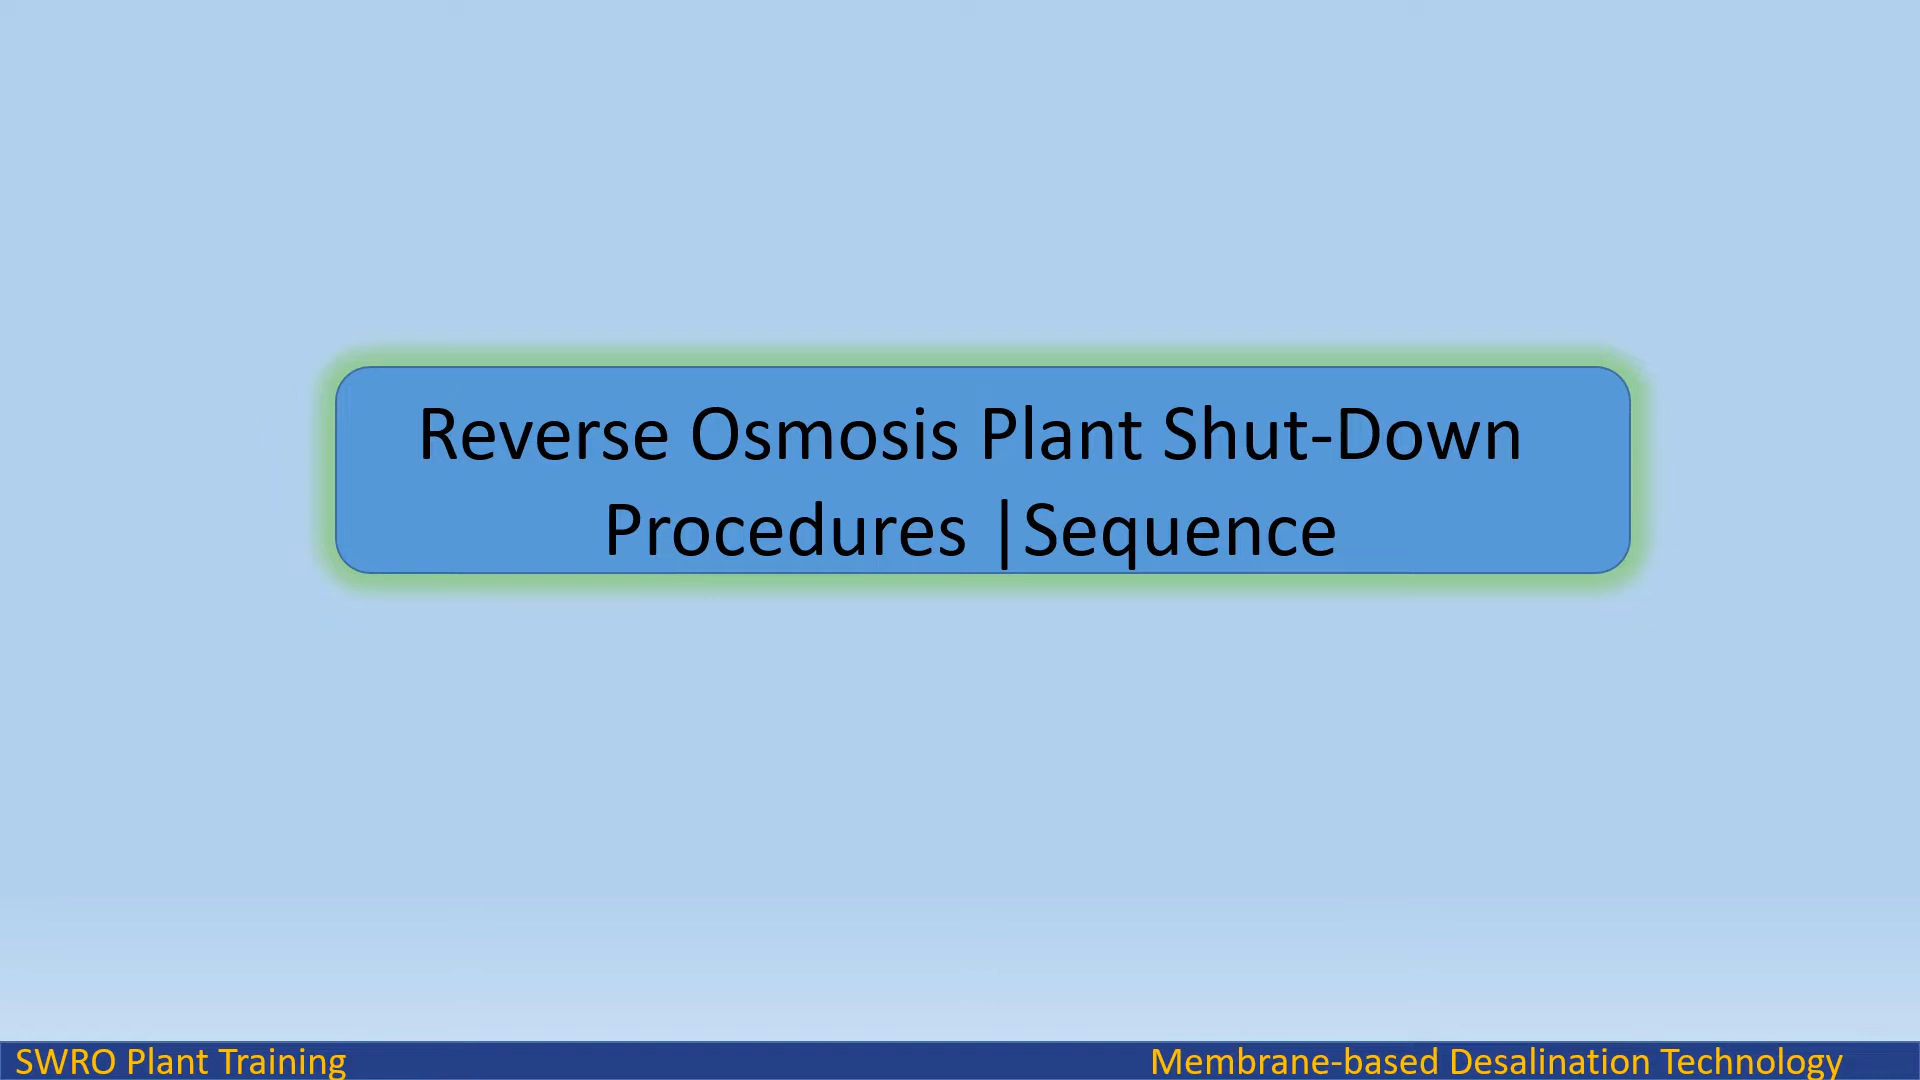 Reverse Osmosis Plant Shut-Down
Procedures |Sequence
SWRO Plant Training
Membrane-based Desalination Technology